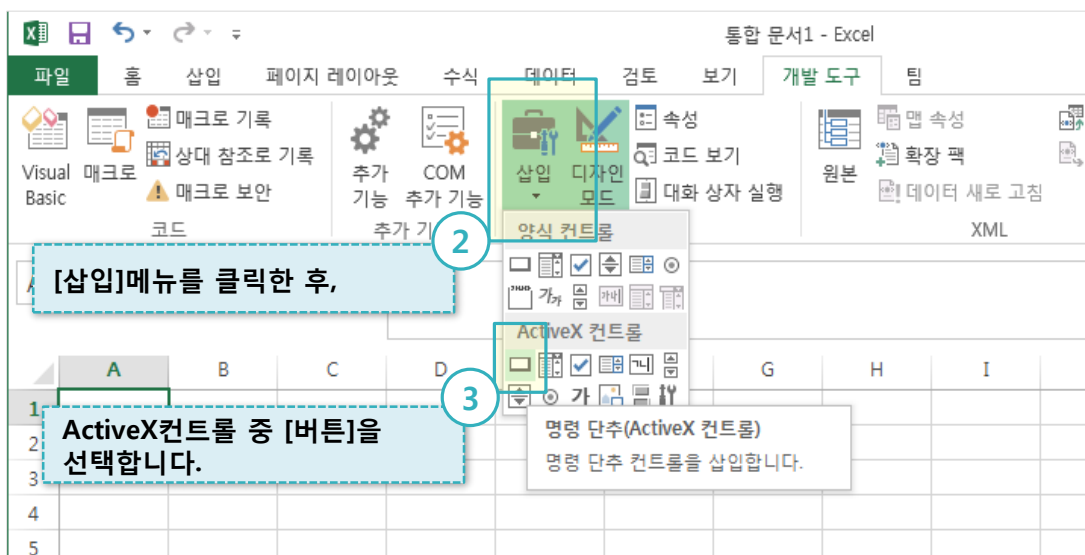 통합 문서1 - Excel
파일 홈 삽입 페이지 레이아웃 수식 데이터 검토 보기 개발 도구 팀
Visual Basic
매크로
매크로 기록
상대 참조로 기록
매크로 보안
코드
추가 기능
COM 추가 기능
추가 기
삽입
디자인 모드
속성
코드 보기
대화 상자 실행
원본
맵 속성
확장 팩
데이터 새로 고침
XML
2
양식 컨트롤
[삽입]메뉴를 클릭한 후,
ActiveX 컨트롤
A B C D G H I
3
1
ActiveX컨트롤 중 [버튼]을
선택합니다.
명령 단추(ActiveX 컨트롤)
명령 단추 컨트롤을 삽입합니다.
2
3
4
5